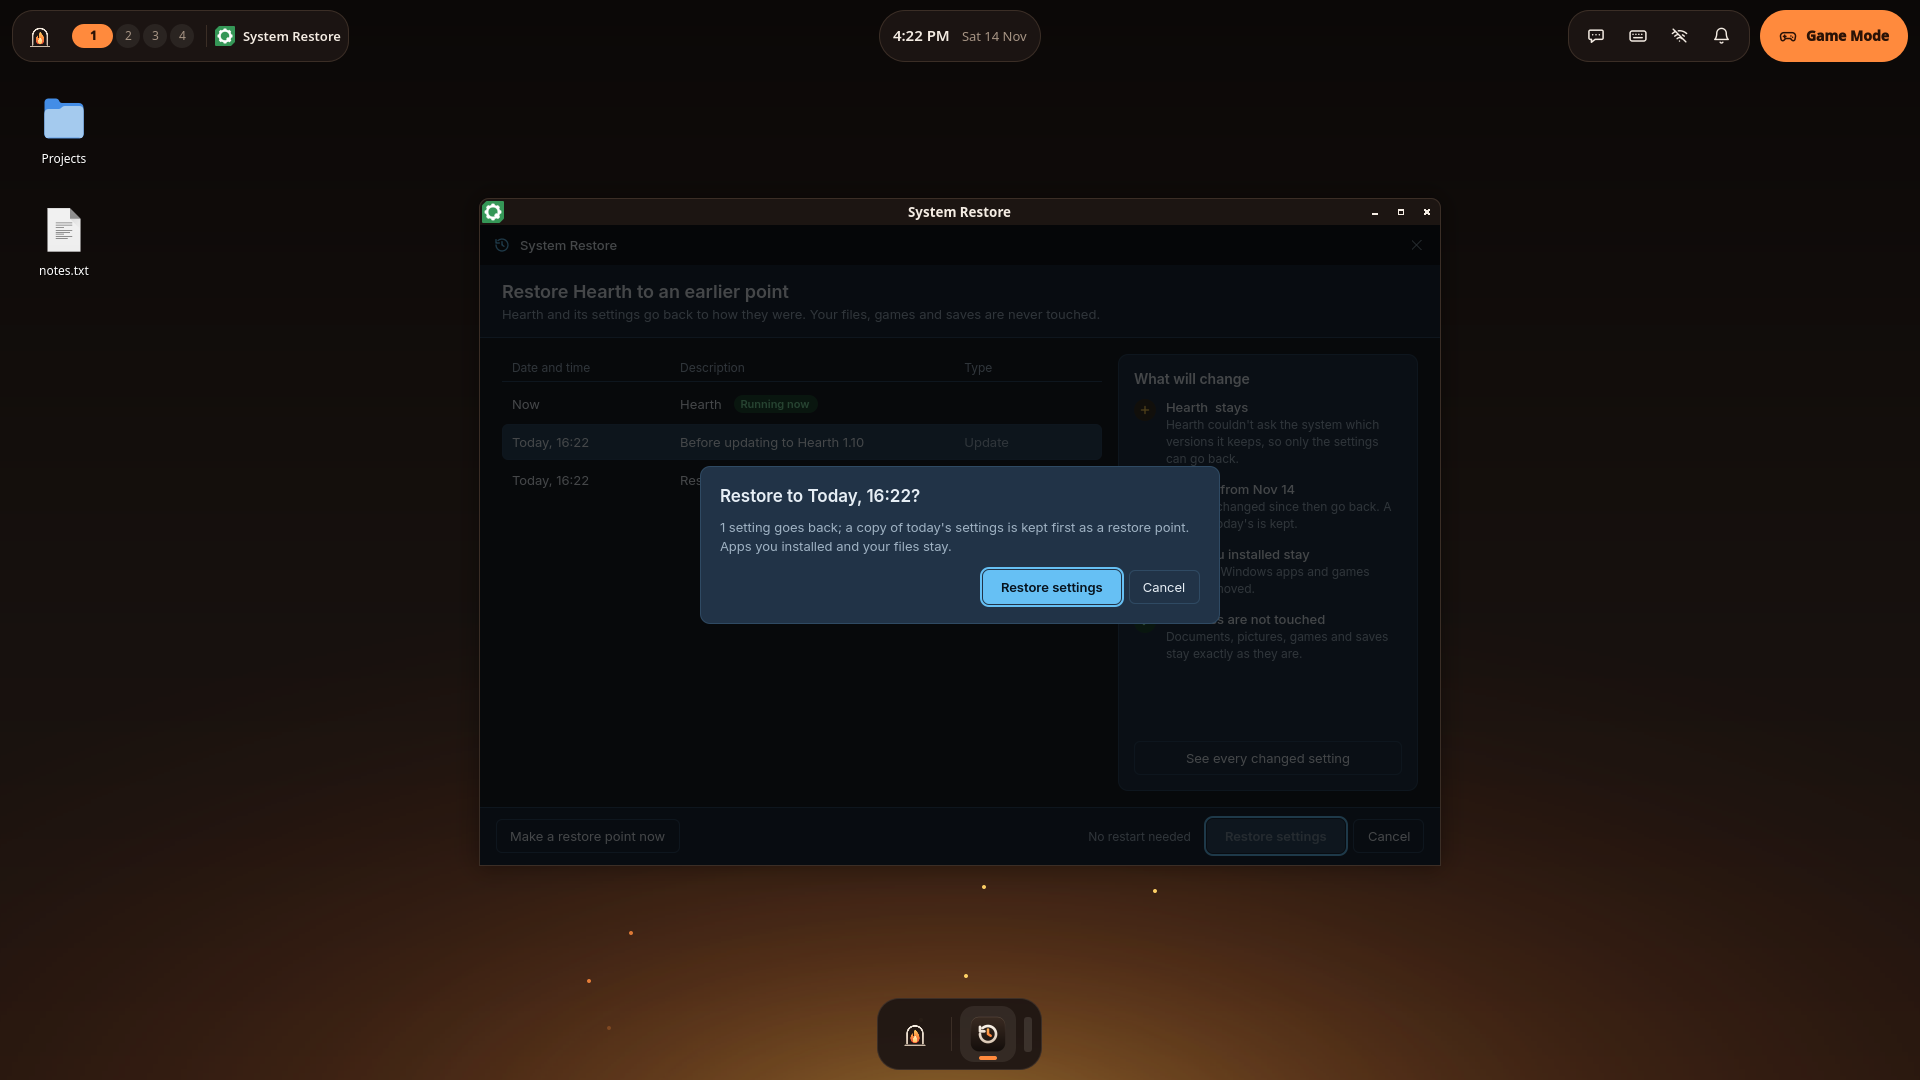 1 2 3 4 System Restore
4:22 PM Sat 14 Nov
Game Mode
Projects
notes.txt
System Restore
System Restore
Restore Hearth to an earlier point
Hearth and its settings go back to how they were. Your files, games and saves are never touched.
Date and time Description Type
Now Hearth Running now
Today, 16:22 Before updating to Hearth 1.10 Update
Today, 16:22
What will change
Hearth stays
Hearth couldn't ask the system which
versions it keeps, so only the settings
can go back.
from Nov 14
changed since then go back. A
is kept.
installed stay
Windows apps and games
are not touched
Documents, pictures, games and saves
stay exactly as they are.
See every changed setting
Restore to Today, 16:22?
1 setting goes back; a copy of today's settings is kept first as a restore point.
Apps you installed and your files stay.
Restore settings Cancel
Make a restore point now
No restart needed
Restore settings
Cancel